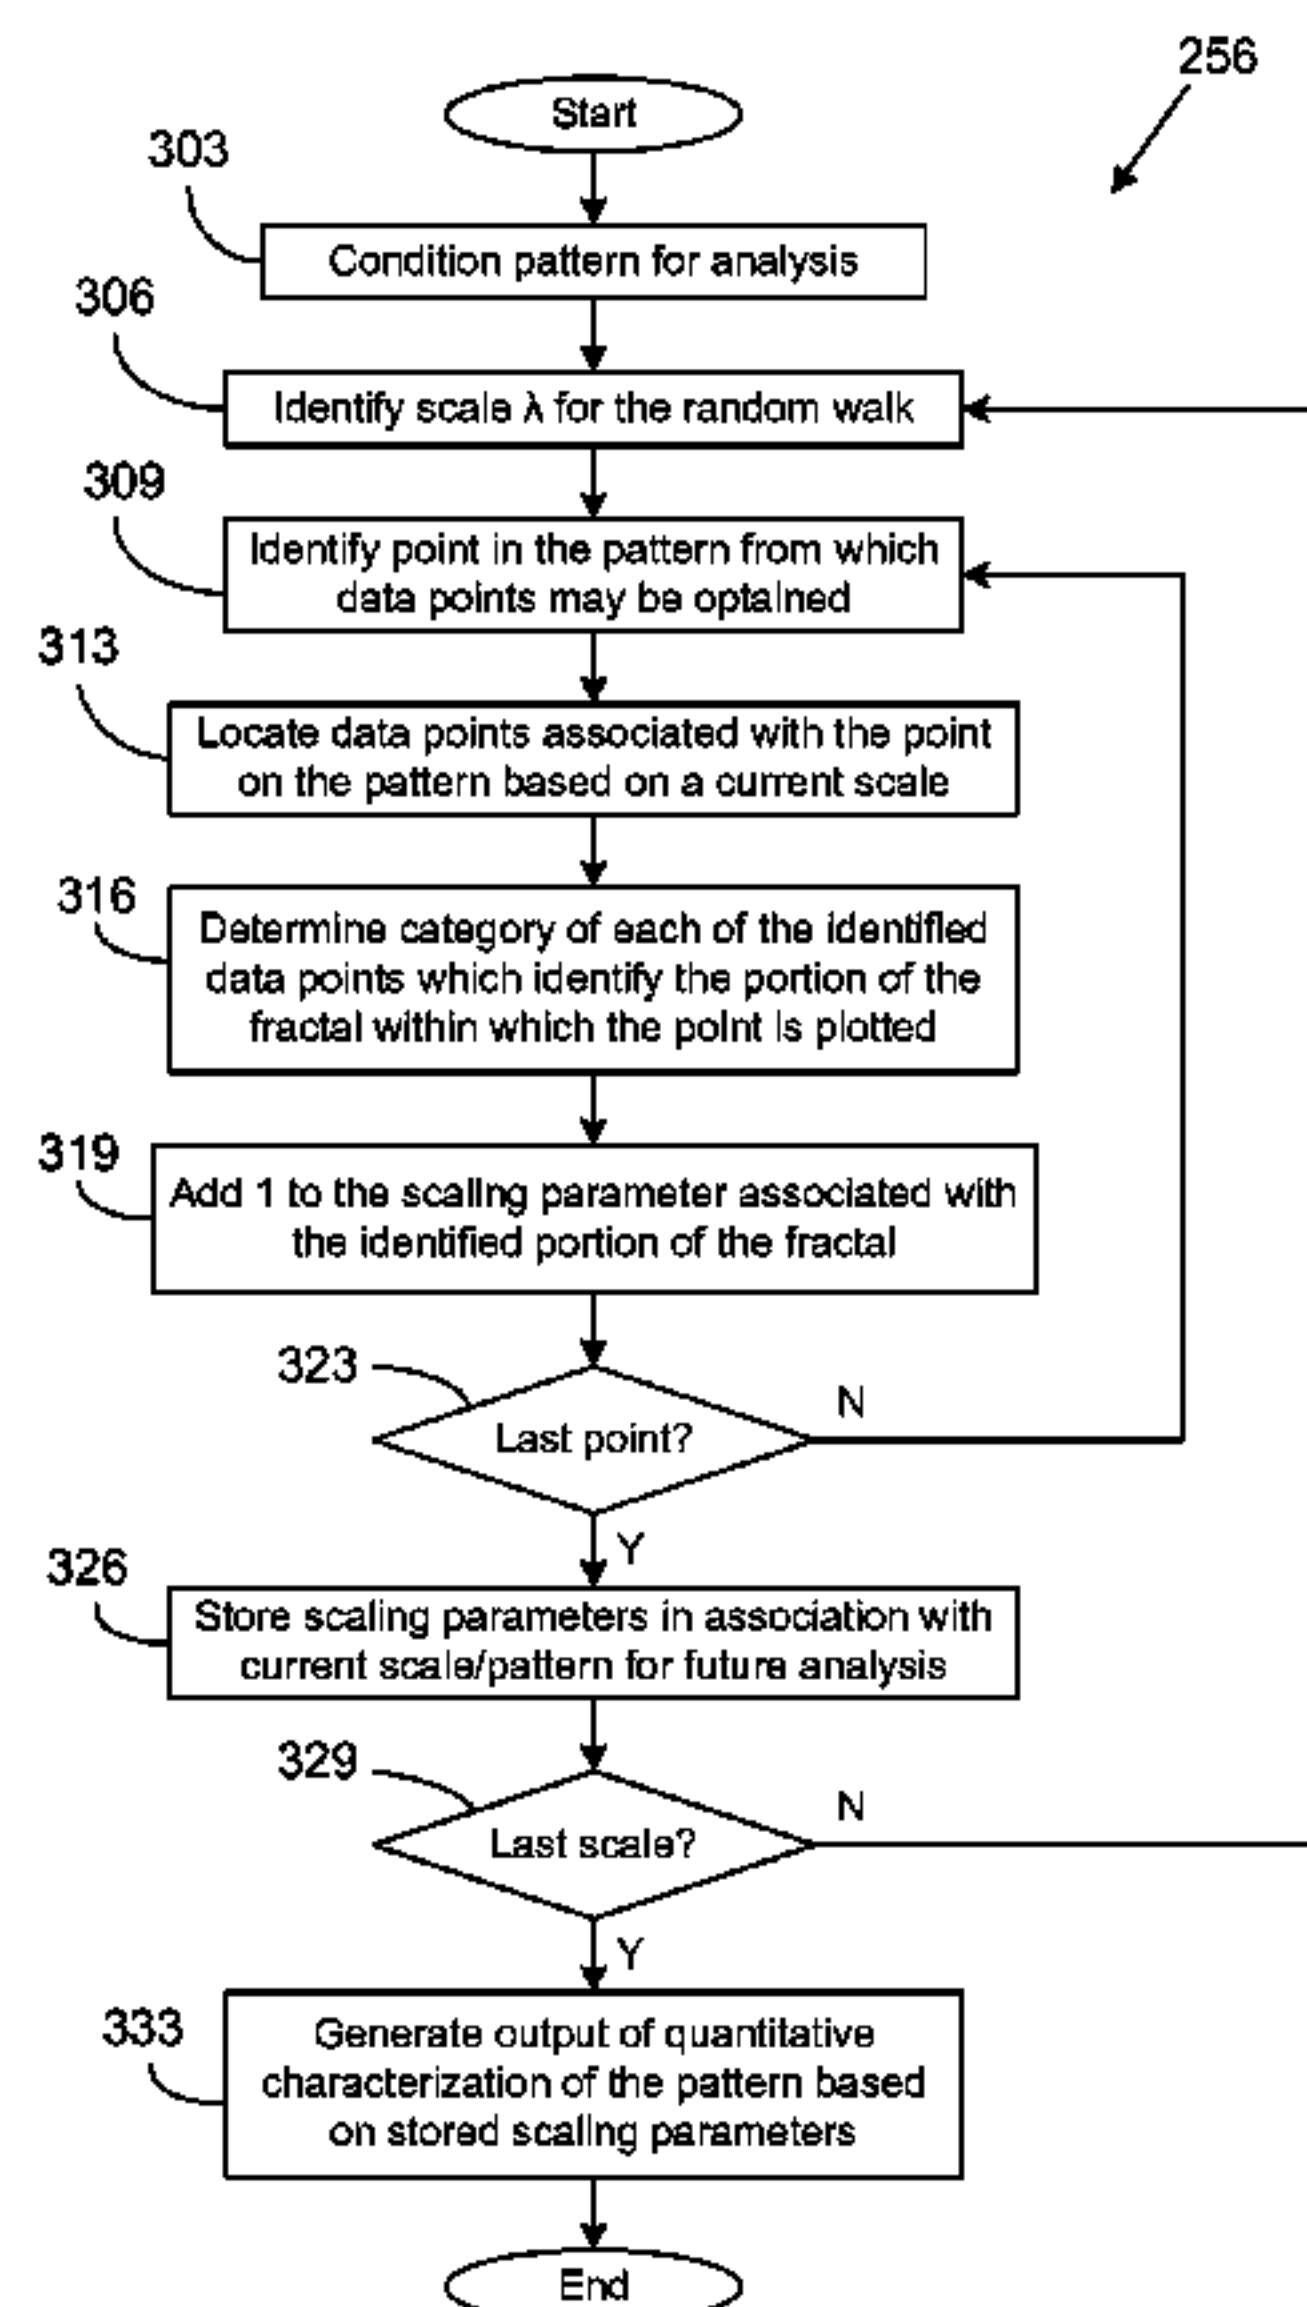 256
Start
303
Condition pattern for analysis
306
Identify scale λ for the random walk
309
Identify point in the pattern from which
data points may be optained
313
Locate data points associated with the point
on the pattern based on a current scale
316
Determine category of each of the identified
data points which identify the portion of the
fractal within which the point is plotted
319
Add 1 to the scaling parameter associated with
the identified portion of the fractal
323
Last point?
N
Y
326
Store scaling parameters in association with
current scale/pattern for future analysis
329
Last scale?
N
Y
333
Generate output of quantitative
characterization of the pattern based
on stored scaling parameters
End